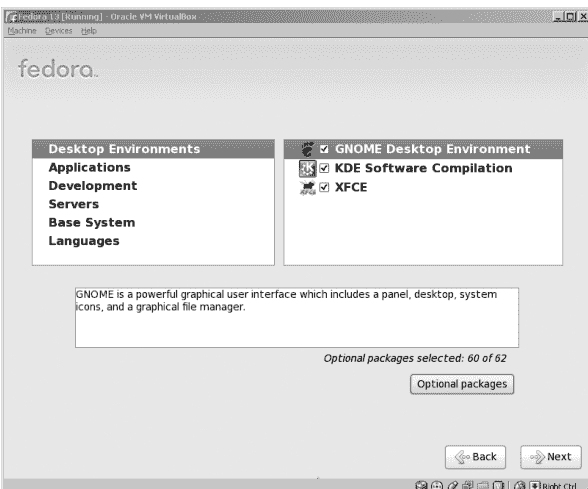 Fedora 13 [Running] - Oracle VM VirtualBox
Machine Devices Help
fedora
Desktop Environments
Applications
Development
Servers
Base System
Languages
GNOME Desktop Environment
KDE Software Compilation
XFCE
GNOME is a powerful graphical user interface which includes a panel, desktop, system
icons, and a graphical file manager.
Optional packages selected: 60 of 62
Optional packages
Back
Next
Right Ctrl